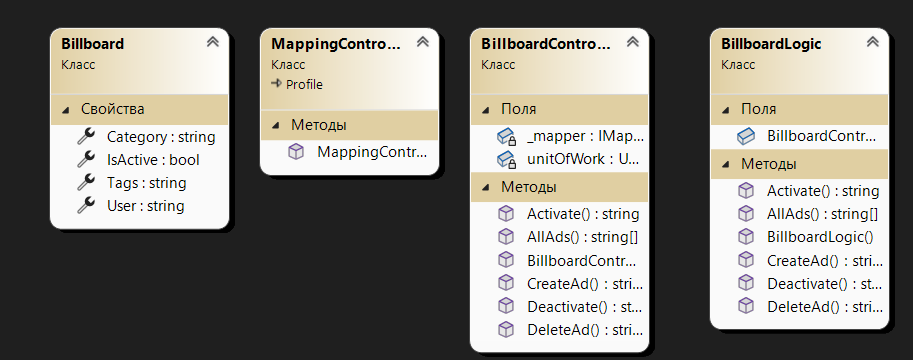 Billboard
Класс
Свойства
Category : string
IsActive : bool
Tags : string
User : string
MappingContro...
Класс
Profile
Методы
MappingContr...
BillboardContro...
Класс
Поля
_mapper : IMap...
unitOfWork : U...
Методы
Activate() : string
AllAds() : string[]
BillboardContr...
CreateAd() : stri...
Deactivate() : st...
DeleteAd() : stri...
BillboardLogic
Класс
Поля
BillboardContr...
Методы
Activate() : string
AllAds() : string[]
BillboardLogic()
CreateAd() : stri...
Deactivate() : st...
DeleteAd() : stri...